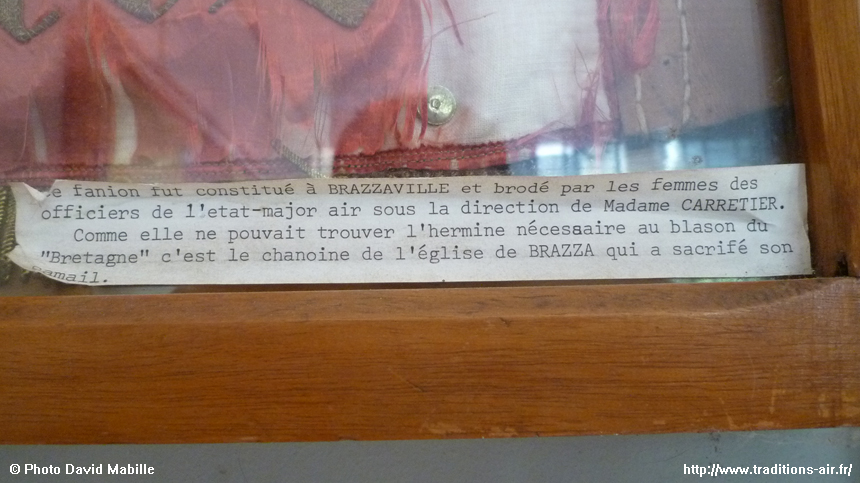 Ce fanion fut constitué à BRAZZAVILLE et brodé par les femmes des
officiers de l'etat-major air sous la direction de Madame CARRETIER.
Comme elle ne pouvait trouver l'hermine nécessaire au blason du
"Bretagne" c'est le chanoine de l'église de BRAZZA qui a sacrifé son
camail.
© Photo David Mabille
http://www.traditions-air.fr/